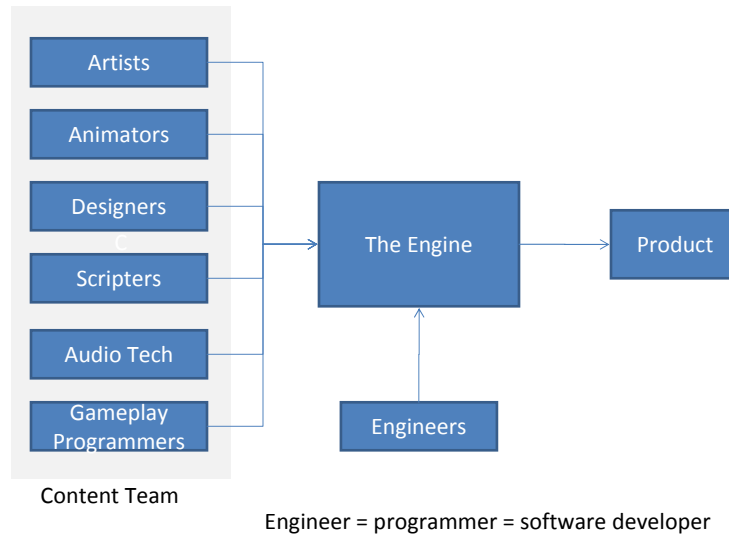 Artists
Animators
Designers
C
Scripters
Audio Tech
Gameplay
Programmers
Content Team
The Engine
Engineers
Product
Engineer = programmer = software developer